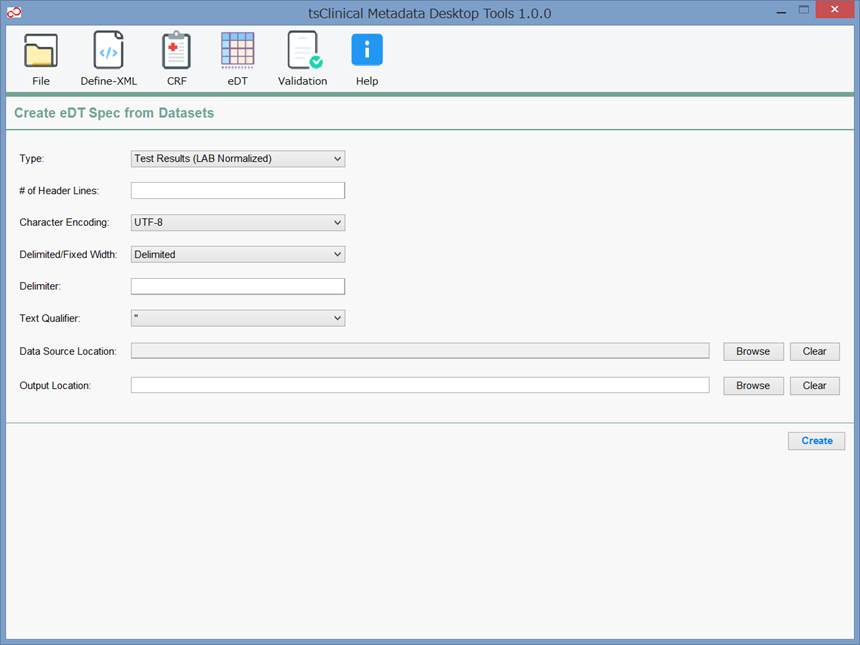 tsClinical Metadata Desktop Tools 1.0.0
File Define-XML CRF eDT Validation Help
Create eDT Spec from Datasets
Type: Test Results (LAB Normalized)
# of Header Lines:
Character Encoding: UTF-8
Delimited/Fixed Width: Delimited
Delimiter:
Text Qualifier: "
Data Source Location: Browse Clear
Output Location: Browse Clear
Create